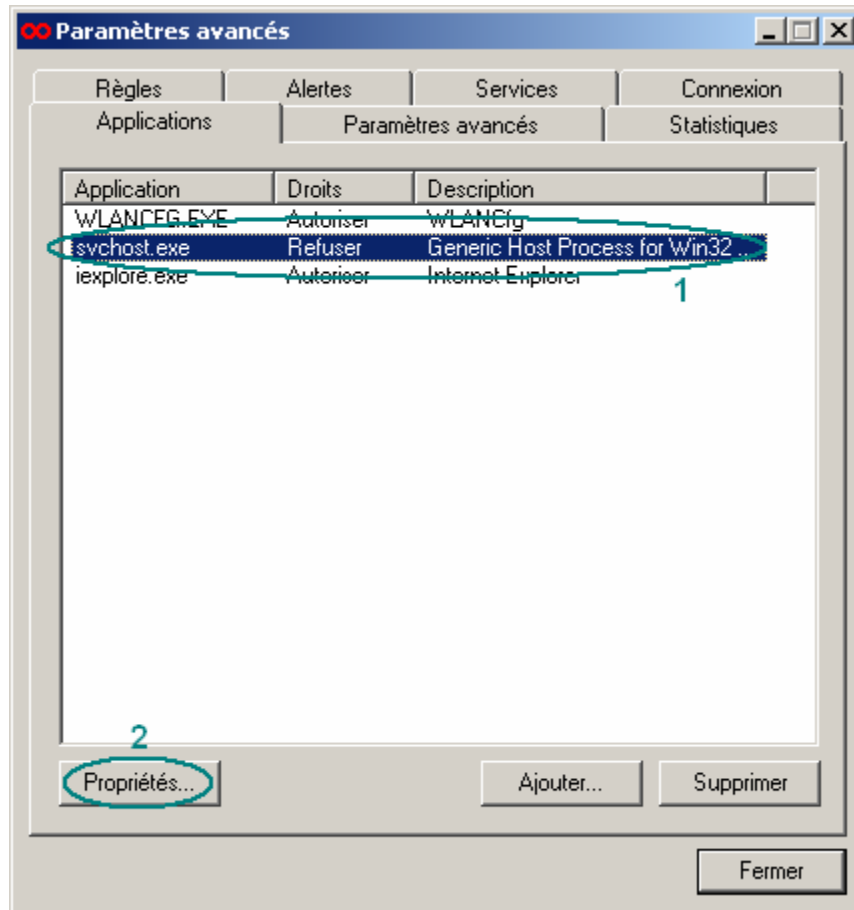 Paramètres avancés
Règles Alertes Services Connexion
Applications Paramètres avancés Statistiques
Application Droits Description
WLANCFG.EXE Autoriser WLANCfg
svchost.exe Refuser Generic Host Process for Win32 ...
iexplore.exe Autoriser Internet Explorer
1
2
Propriétés... Ajouter... Supprimer
Fermer